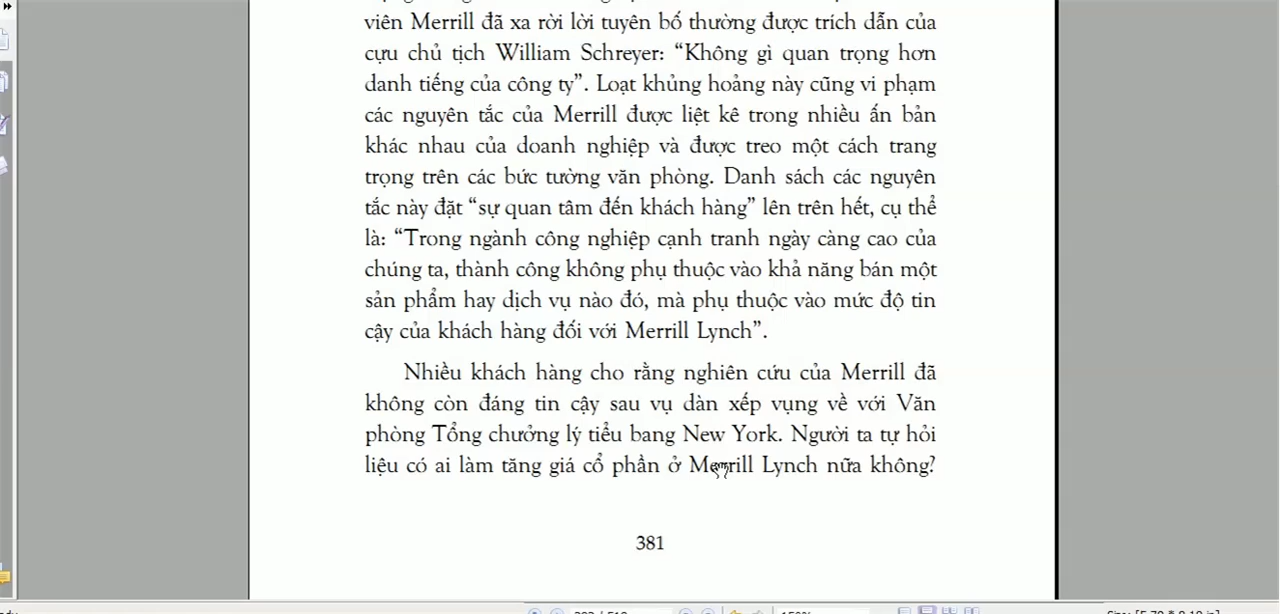 viên Merrill đã xa rời lời tuyên bố thường được trích dẫn của
cựu chủ tịch William Schreyer: “Không gì quan trọng hơn
danh tiếng của công ty”. Loạt khủng hoảng này cũng vi phạm
các nguyên tắc của Merrill được liệt kê trong nhiều ấn bản
khác nhau của doanh nghiệp và được treo một cách trang
trọng trên các bức tường văn phòng. Danh sách các nguyên
tắc này đặt “sự quan tâm đến khách hàng” lên trên hết, cụ thể
là: “Trong ngành công nghiệp cạnh tranh ngày càng cao của
chúng ta, thành công không phụ thuộc vào khả năng bán một
sản phẩm hay dịch vụ nào đó, mà phụ thuộc vào mức độ tin
cậy của khách hàng đối với Merrill Lynch”.
Nhiều khách hàng cho rằng nghiên cứu của Merrill đã
không còn đáng tin cậy sau vụ dàn xếp vụng về với Văn
phòng Tổng chưởng lý tiểu bang New York. Người ta tự hỏi
liệu có ai làm tăng giá cổ phần ở Merrill Lynch nữa không?
381